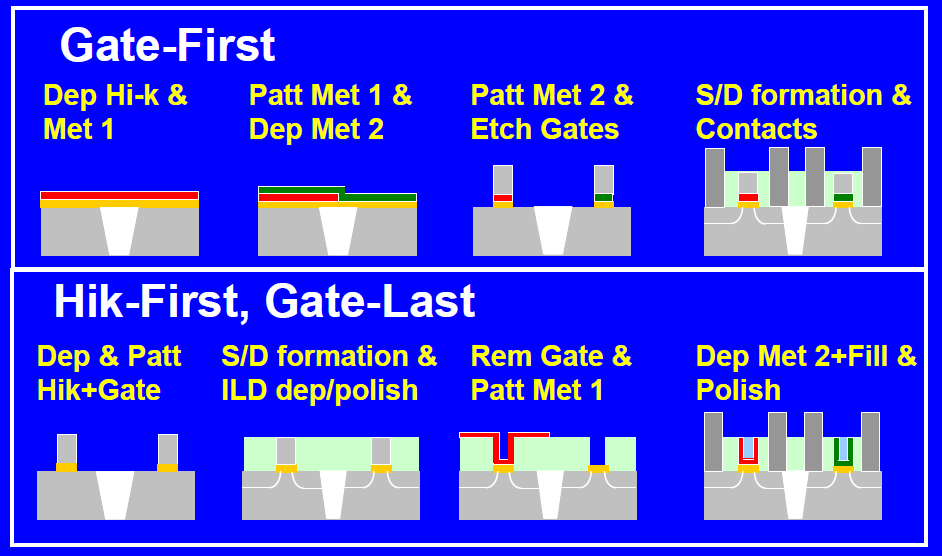 Gate-First
Dep Hi-k &
Met 1
Patt Met 1 &
Dep Met 2
Patt Met 2 &
Etch Gates
S/D formation &
Contacts
Hik-First, Gate-Last
Dep & Patt
Hik+Gate
S/D formation &
ILD dep/polish
Rem Gate &
Patt Met 1
Dep Met 2+Fill &
Polish